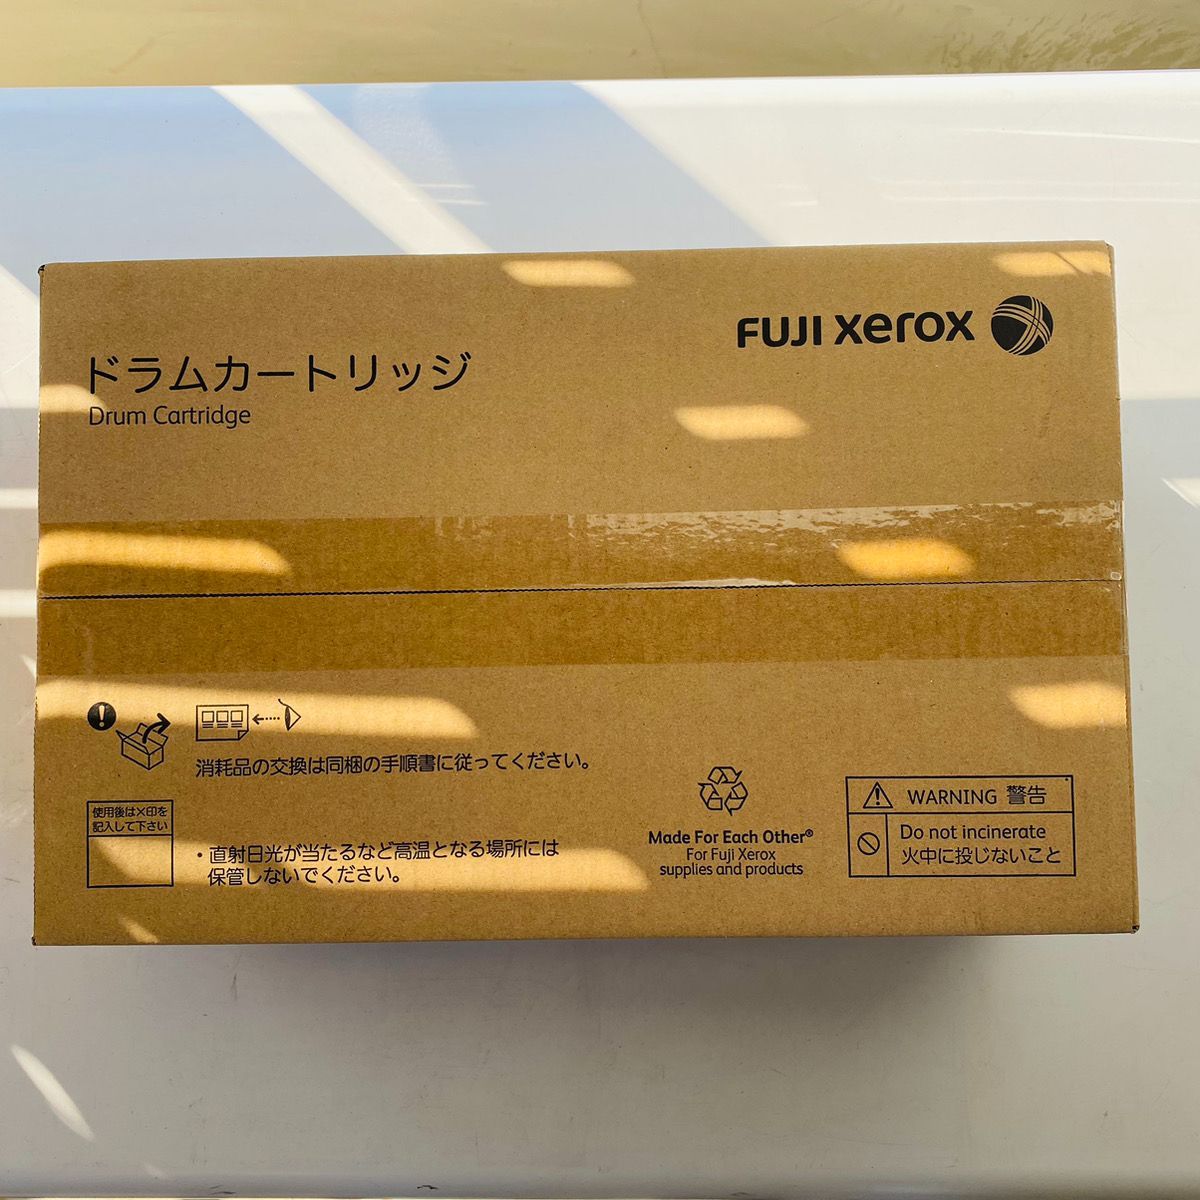 FUJI xerox
ドラムカートリッジ
Drum Cartridge
消耗品の交換は同梱の手順書に従ってください。
使用後は×印を
記入して下さい
・直射日光が当たるなど高温となる場所には
保管しないでください。
Made For Each Other®
For Fuji Xerox
supplies and products
WARNING 警告
Do not incinerate
火中に投じないこと